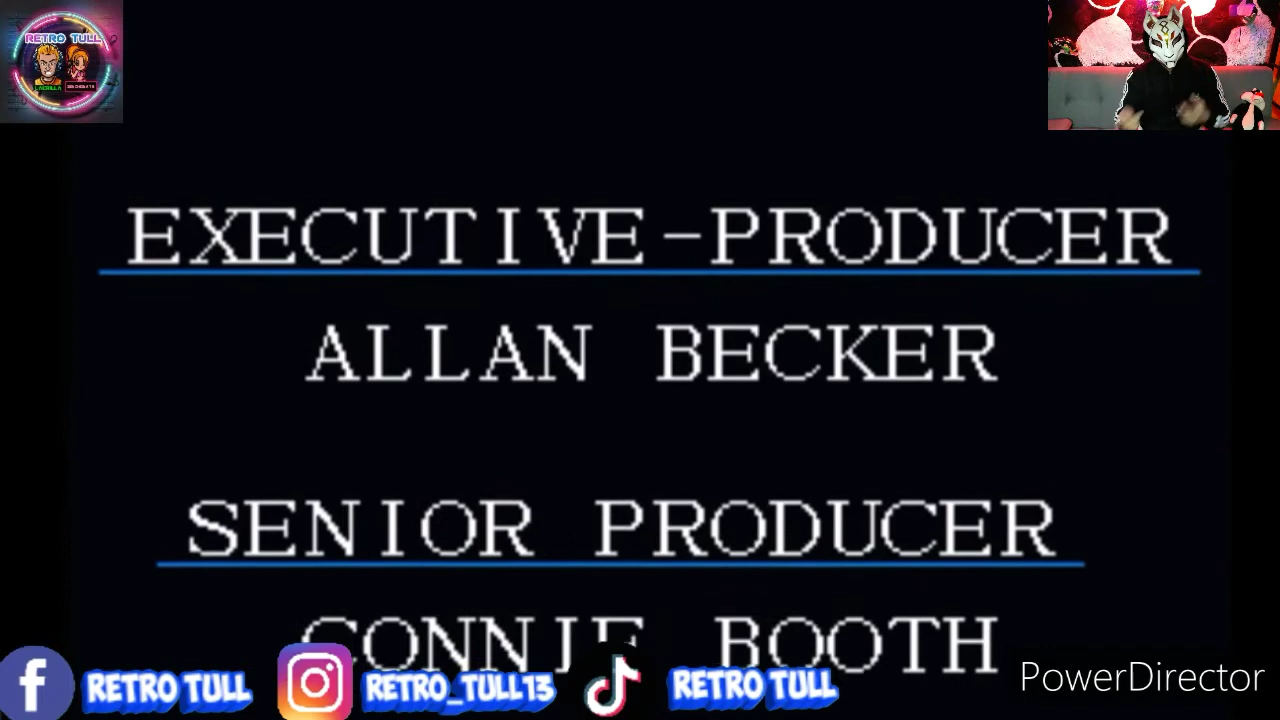 RETRO TULL
EXECUTIVE-PRODUCER
ALLAN BECKER
SENIOR PRODUCER
CONNIE BOOTH
RETRO TULL
RETRO_TULL13
RETRO TULL
PowerDirector